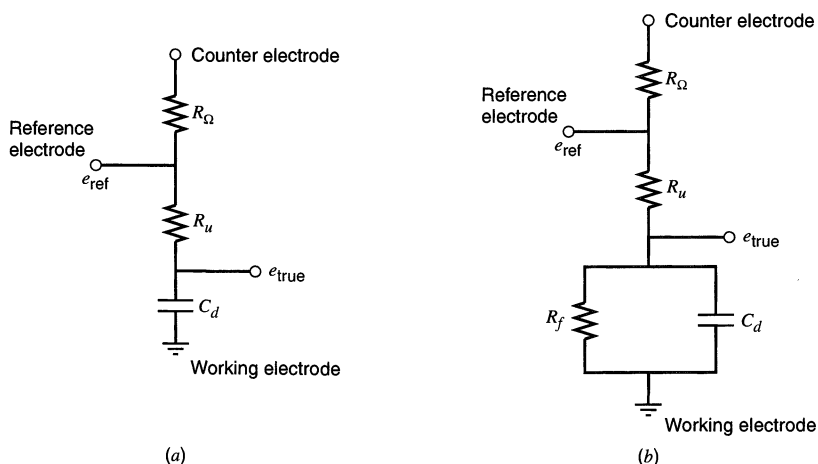 Counter electrode
R_Ω
Reference
electrode
e_ref
R_u
e_true
C_d
Working electrode
(a)
Counter electrode
R_Ω
Reference
electrode
e_ref
R_u
e_true
R_f
C_d
Working electrode
(b)